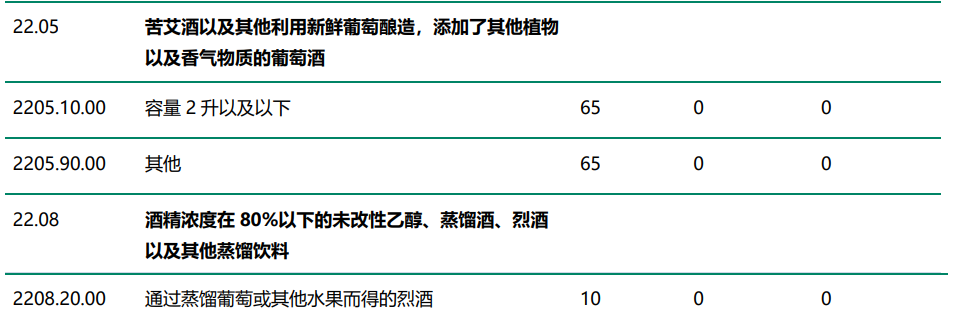 22.05 苦艾酒以及其他利用新鲜葡萄酿造，添加了其他植物
以及香气物质的葡萄酒
2205.10.00 容量 2 升以及以下 65 0 0
2205.90.00 其他 65 0 0
22.08 酒精浓度在 80%以下的未改性乙醇、蒸馏酒、烈酒
以及其他蒸馏饮料
2208.20.00 通过蒸馏葡萄或其他水果而得的烈酒 10 0 0